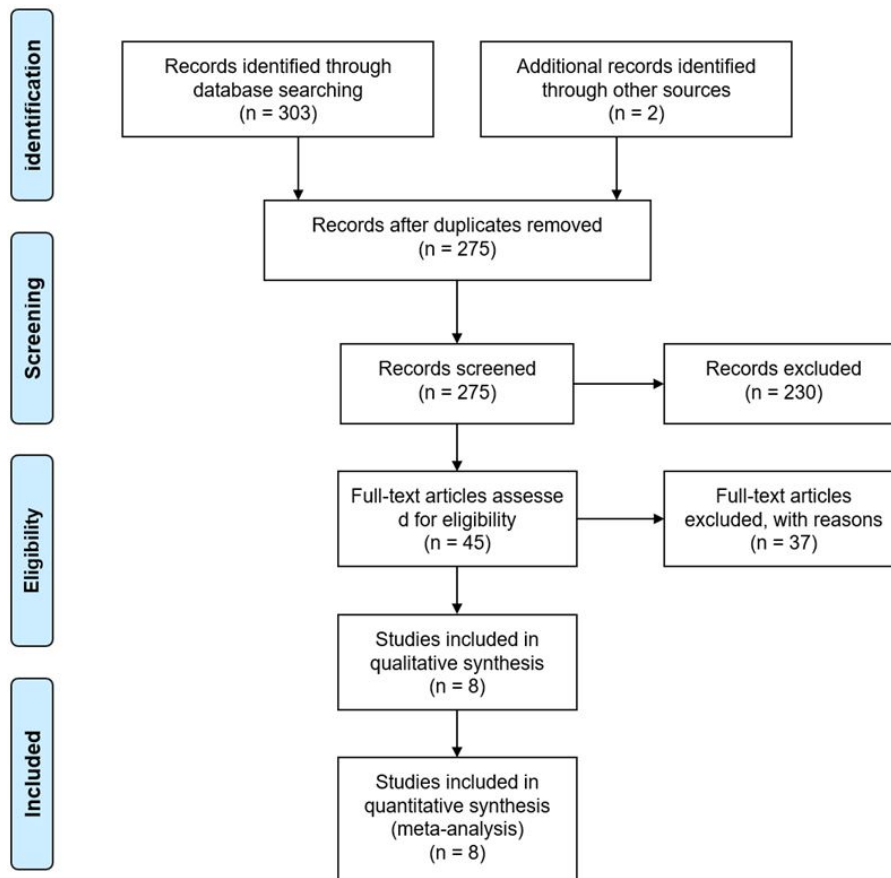 identification
Records identified through
database searching
(n = 303)
Additional records identified
through other sources
(n = 2)
Records after duplicates removed
(n = 275)
Screening
Records screened
(n = 275)
Records excluded
(n = 230)
Eligibility
Full-text articles assesse
d for eligibility
(n = 45)
Full-text articles
excluded, with reasons
(n = 37)
Studies included in
qualitative synthesis
(n = 8)
Included
Studies included in
quantitative synthesis
(meta-analysis)
(n = 8)